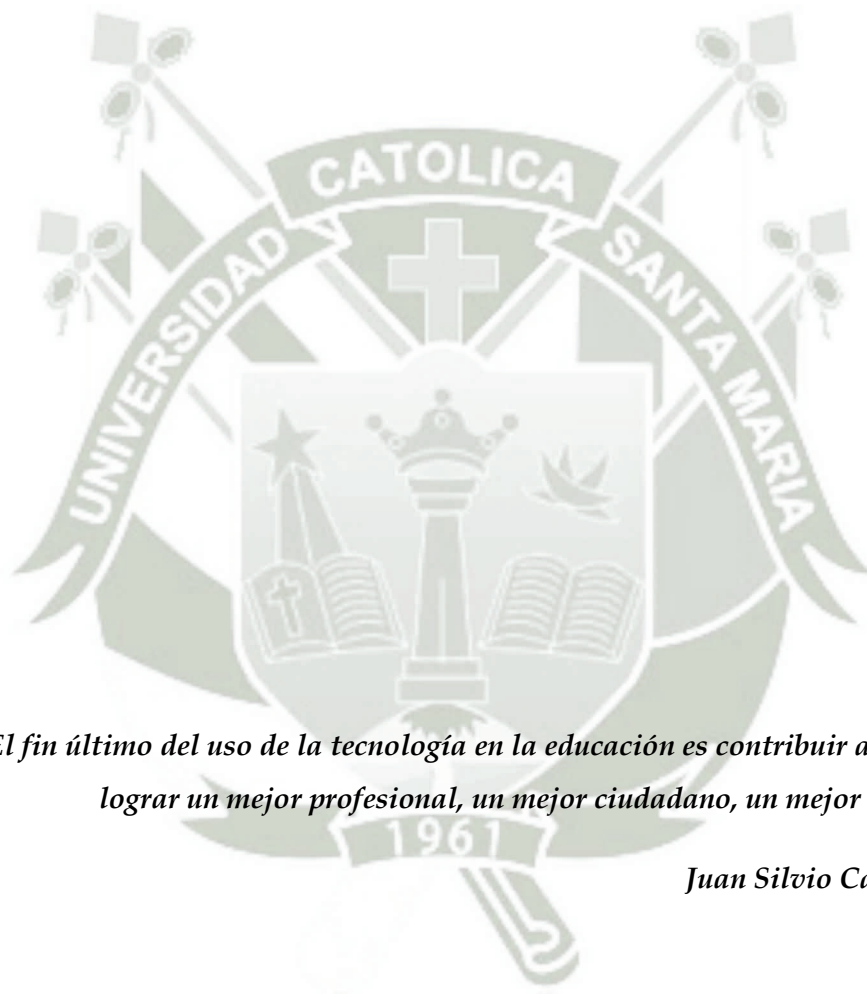 CATOLICA
UNIVERSIDAD
SANTA MARIA
El fin último del uso de la tecnología en la educación es contribuir a
lograr un mejor profesional, un mejor ciudadano, un mejor
1961
Juan Silvio